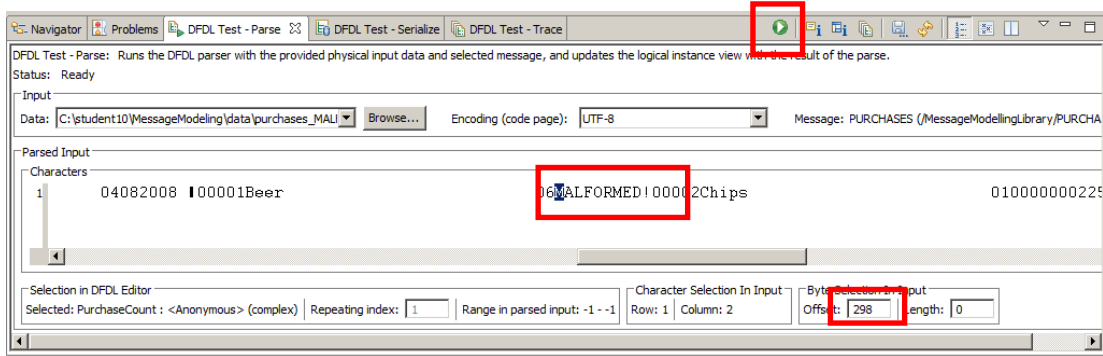 Navigator Problems DFDL Test - Parse DFDL Test - Serialize DFDL Test - Trace
DFDL Test - Parse: Runs the DFDL parser with the provided physical input data and selected message, and updates the logical instance view with the result of the parse.
Status: Ready
Input
Data: C:\student10\MessageModeling\data\purchases_MAL Browse... Encoding (code page): UTF-8 Message: PURCHASES (/MessageModellingLibrary/PURCHA
Parsed Input
Characters
1 04082008 00001Beer 06MALFORMED!00002Chips 010000000225
Selection in DFDL Editor Character Selection In Input Byte Selection In Input
Selected: PurchaseCount : <Anonymous> (complex) Repeating index: 1 Range in parsed input: -1 - -1 Row: 1 Column: 2 Offset: 298 Length: 0